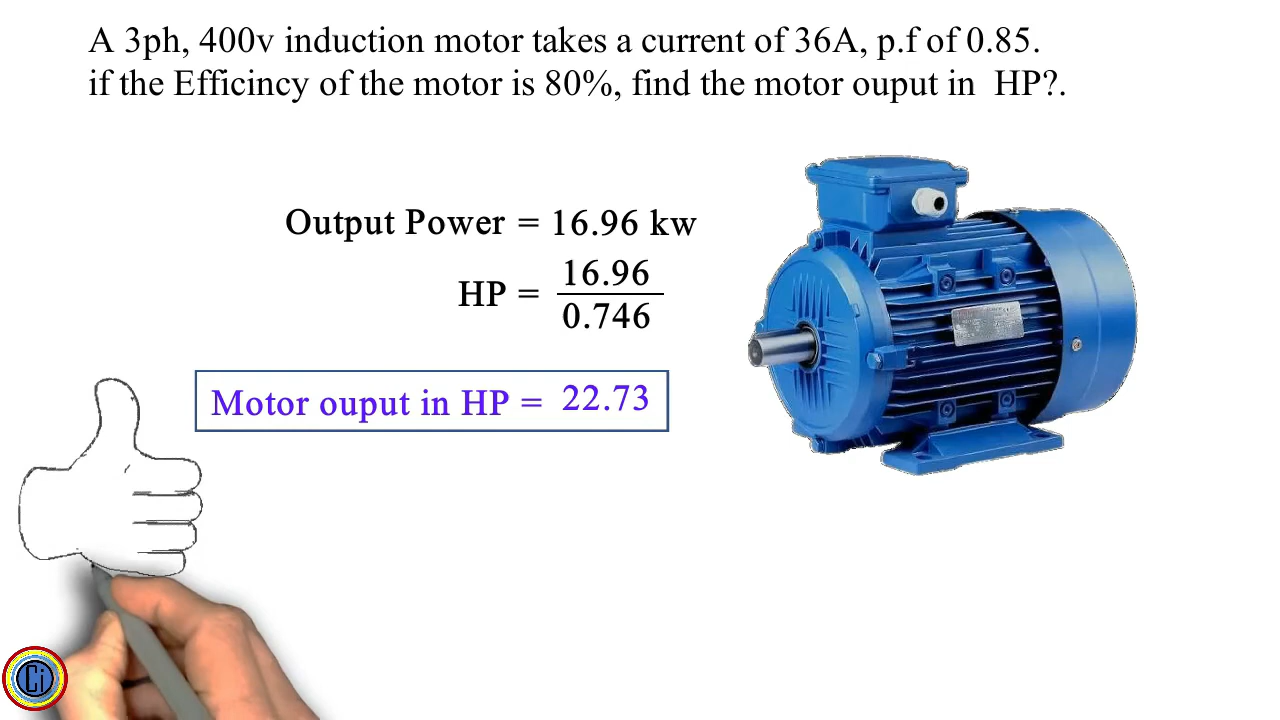 A 3ph, 400v induction motor takes a current of 36A, p.f of 0.85.
if the Efficincy of the motor is 80%, find the motor ouput in HP?.
Output Power = 16.96 kw
HP = 16.96
0.746
Motor ouput in HP = 22.73
Ci